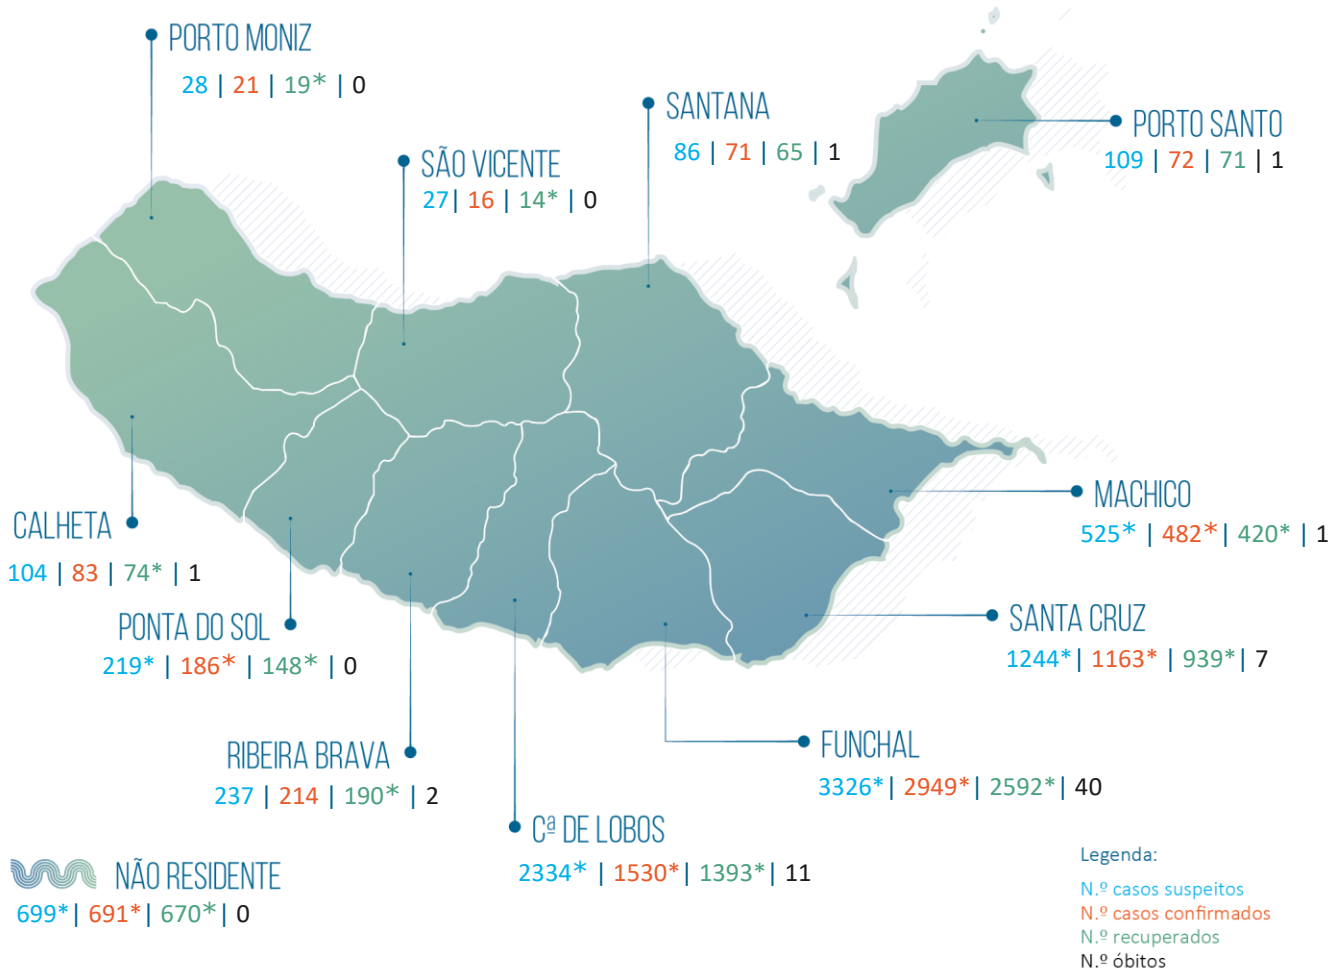 PORTO MONIZ
28 | 21 | 19* | 0
SANTANA
86 | 71 | 65 | 1
PORTO SANTO
109 | 72 | 71 | 1
SÃO VICENTE
27| 16 | 14* | 0
MACHICO
525* | 482*| 420* | 1
CALHETA
104 | 83 | 74* | 1
PONTA DO SOL
219* | 186* | 148* | 0
SANTA CRUZ
1244*| 1163* | 939*| 7
RIBEIRA BRAVA
237 | 214 | 190* | 2
FUNCHAL
3326*| 2949*| 2592*| 40
Cª DE LOBOS
2334* | 1530*| 1393*| 11
NÃO RESIDENTE
699*| 691*| 670*| 0
Legenda:
N.º casos suspeitos
N.º casos confirmados
N.º recuperados
N.º óbitos